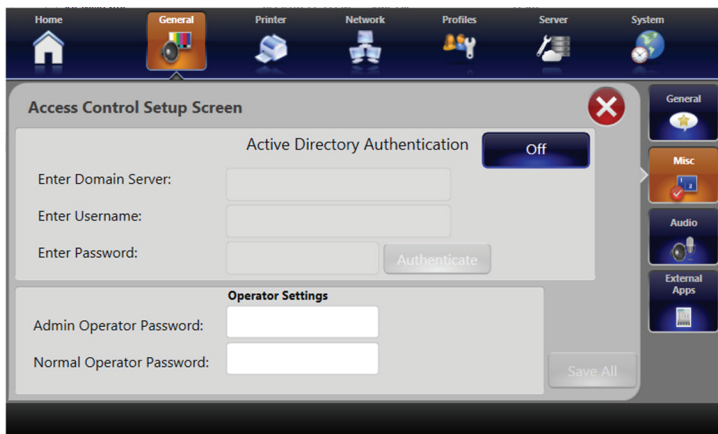 Home General Printer Network Profiles Server System
Access Control Setup Screen
Active Directory Authentication Off
Enter Domain Server:
Enter Username:
Enter Password: Authenticate
Operator Settings
Admin Operator Password:
Normal Operator Password:
Save All
General
Misc
Audio
External
Apps